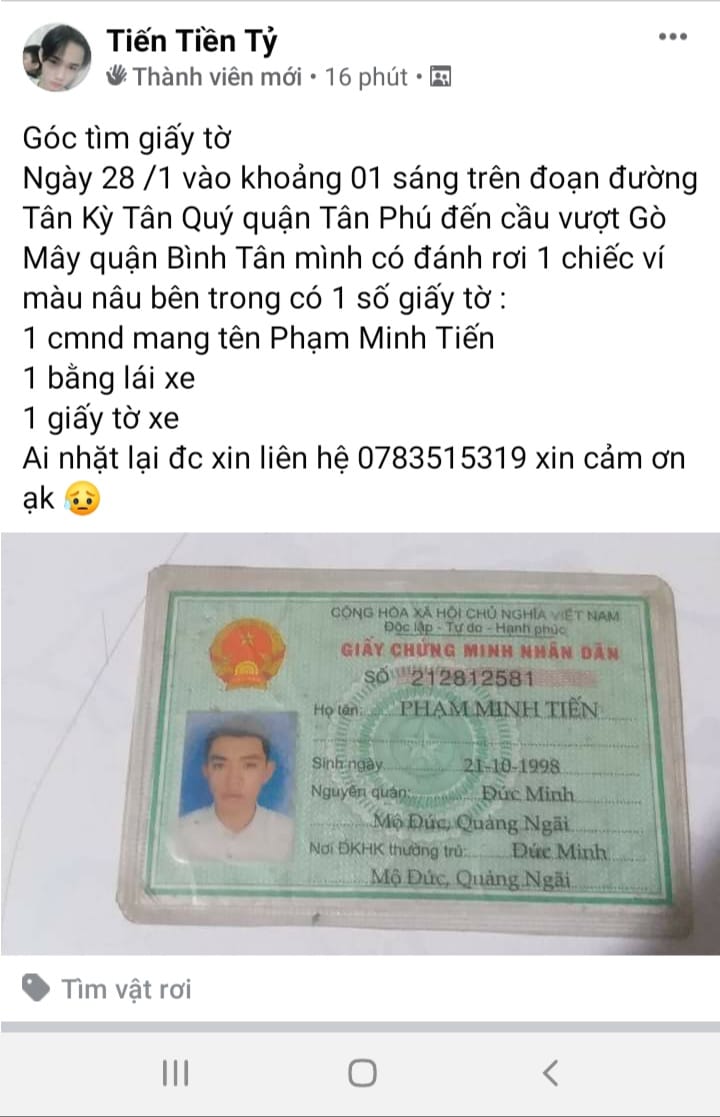 Tiến Tiền Tỷ
Thành viên mới • 16 phút •
Góc tìm giấy tờ
Ngày 28 /1 vào khoảng 01 sáng trên đoạn đường
Tân Kỳ Tân Quý quận Tân Phú đến cầu vượt Gò
Mây quận Bình Tân mình có đánh rơi 1 chiếc ví
màu nâu bên trong có 1 số giấy tờ :
1 cmnd mang tên Phạm Minh Tiến
1 bằng lái xe
1 giấy tờ xe
Ai nhặt lại đc xin liên hệ 0783515319 xin cảm ơn
ạk 😥
CỘNG HÒA XÃ HỘI CHỦ NGHĨA VIỆT NAM
Độc lập - Tự do - Hạnh phúc
GIẤY CHỨNG MINH NHÂN DÂN
SỐ 212812581
Họ tên: PHẠM MINH TIẾN
Sinh ngày 21-10-1998
Nguyên quán: Đức Minh
Mộ Đức, Quảng Ngãi
Nơi ĐKHK thường trú: Đức Minh
Mộ Đức, Quảng Ngãi
Tìm vật rơi